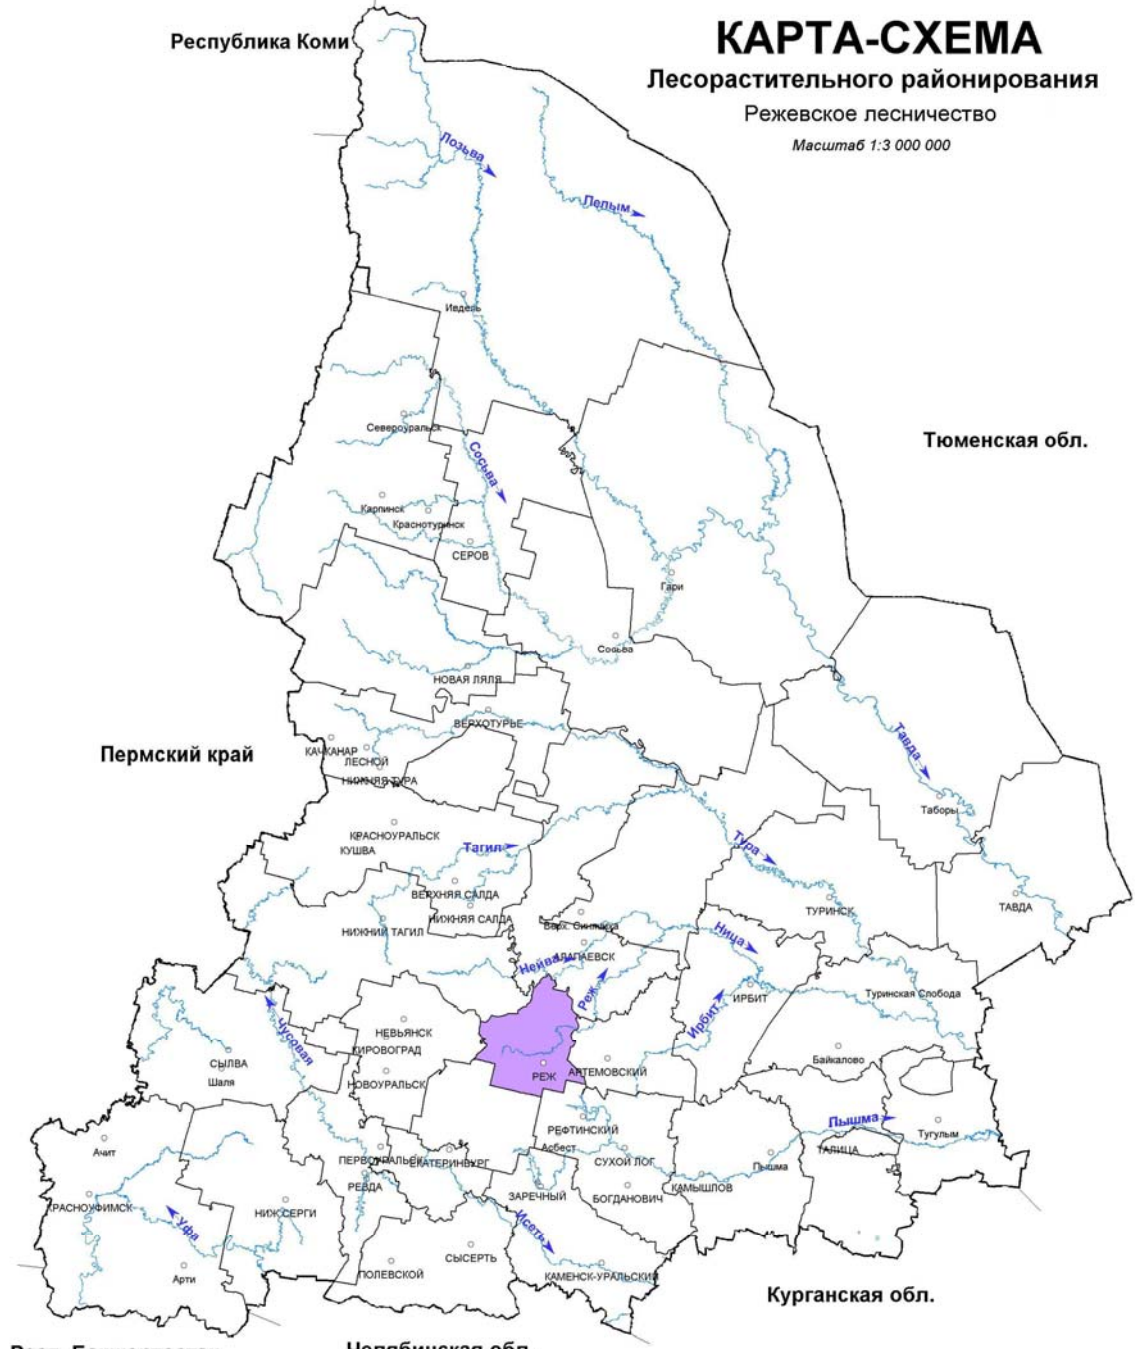 КАРТА-СХЕМА
Лесорастительного районирования
Режевское лесничество
Масштаб 1:3 000 000
Республика Коми
Лозьва
Пелым
Ивдель
Североуральск
Тюменская обл.
Сосьва
Карпинск
Краснотуринск
СЕРОВ
Гари
Сосьва
НОВАЯ ЛЯЛЯ
ВЕРХОТУРЬЕ
Пермский край
КАЧКАНАР
ЛЕСНОЙ
НИЖНЯЯ ТУРА
Тавда
Таборы
КРАСНОУРАЛЬСК
КУШВА
Тагил
Тура
ВЕРХНЯЯ САЛДА
НИЖНЯЯ САЛДА
ТУРИНСК
ТАВДА
НИЖНИЙ ТАГИЛ
Верх. Синячиха
Ница
Нейва
АЛАПАЕВСК
Реж
ИРБИТ
Туринская Слобода
Ирбит
НЕВЬЯНСК
КИРОВОГРАД
Чусовая
Байкалово
СЫЛВА
Шаля
НОВОУРАЛЬСК
РЕЖ
АРТЕМОВСКИЙ
РЕФТИНСКИЙ
Пышма
Тугулым
Ачит
Асбест
ТАЛИЦА
ПЕРВОУРАЛЬСК
ЕКАТЕРИНБУРГ
СУХОЙ ЛОГ
Пышма
РЕВДА
ЗАРЕЧНЫЙ
БОГДАНОВИЧ
КАМЫШЛОВ
КРАСНОУФИМСК
НИЖ.СЕРГИ
Уфа
Исеть
СЫСЕРТЬ
Арти
ПОЛЕВСКОЙ
КАМЕНСК-УРАЛЬСКИЙ
Курганская обл.
Челябинская обл.